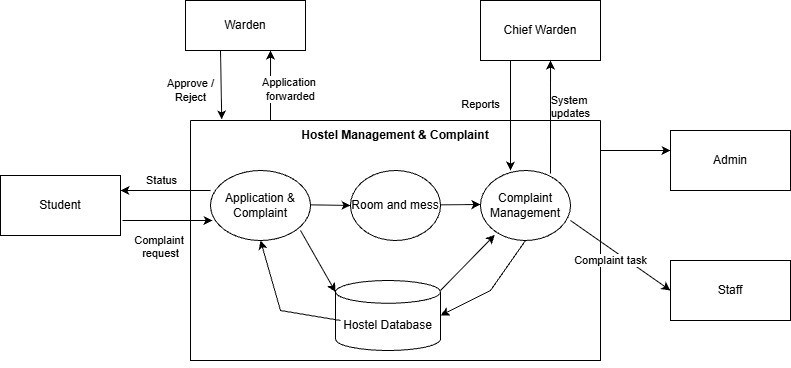 Warden
Chief Warden
Approve /
Reject
Application
forwarded
Reports
System
updates
Hostel Management & Complaint
Admin
Status
Student
Application &
Complaint
Room and mess
Complaint
Management
Complaint
request
Complaint task
Staff
Hostel Database